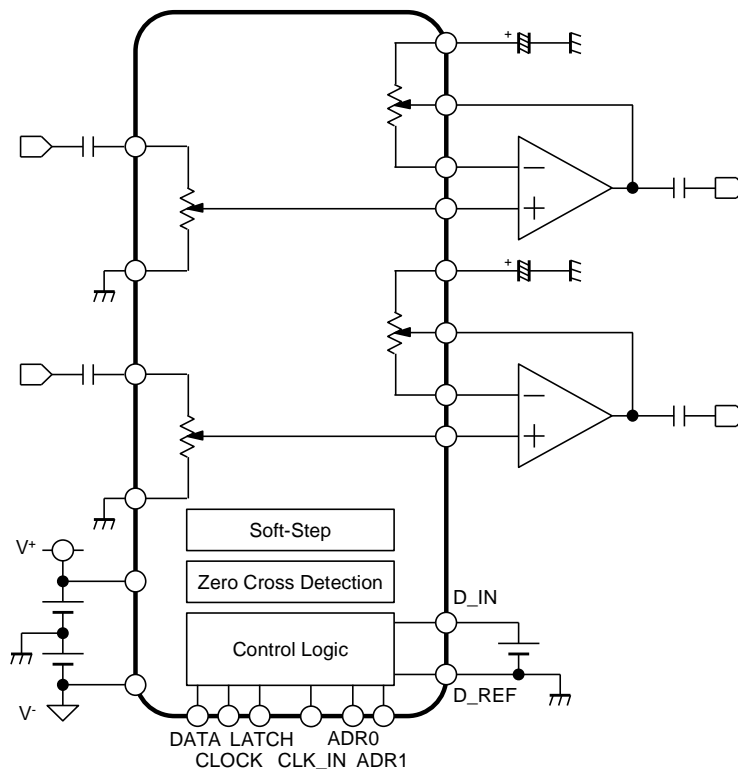 +
−
+
+
−
+
Soft-Step
V+
Zero Cross Detection
D_IN
Control Logic
D_REF
V-
DATA LATCH ADR0
CLOCK CLK_IN ADR1